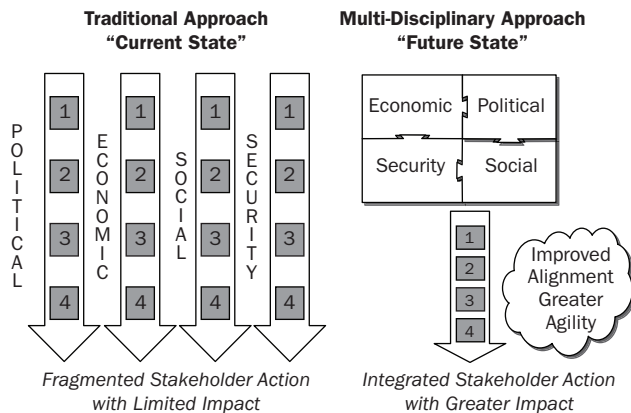 Traditional Approach
“Current State”
POLITICAL
1
2
3
4
ECONOMIC
1
2
3
4
SOCIAL
1
2
3
4
SECURITY
1
2
3
4
Fragmented Stakeholder Action
with Limited Impact
Multi-Disciplinary Approach
“Future State”
Economic
Political
Security
Social
1
2
3
4
Improved
Alignment
Greater
Agility
Integrated Stakeholder Action
with Greater Impact